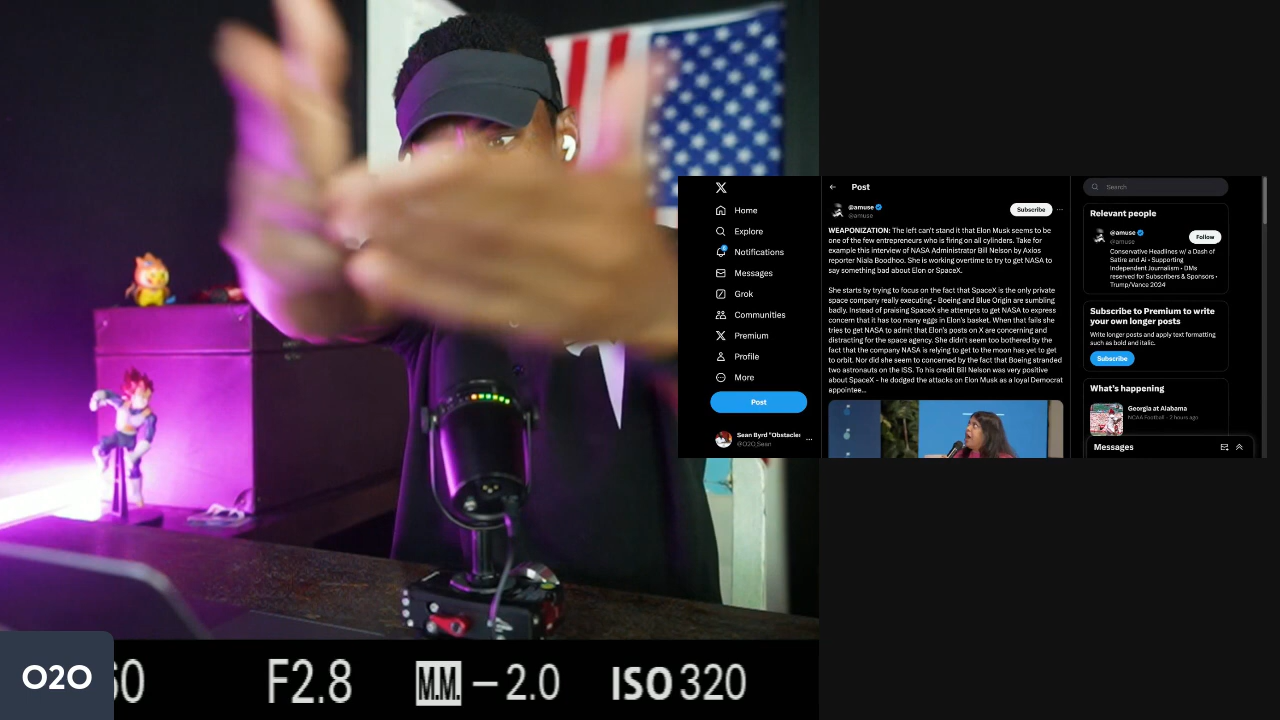 Post
@amuse
@amuse
Subscribe
WEAPONIZATION: The left can't stand it that Elon Musk seems to be
one of the few entrepreneurs who is firing on all cylinders. Take for
example this interview of NASA Administrator Bill Nelson by Axios
reporter Niala Boodhoo. She is working overtime to try to get NASA to
say something bad about Elon or SpaceX.
She starts by trying to focus on the fact that SpaceX is the only private
space company really executing - Boeing and Blue Origin are sumbling
badly. Instead of praising SpaceX she attempts to get NASA to express
concern that it has too many eggs in Elon's basket. When that fails she
tries to get NASA to admit that Elon's posts on X are concerning and
distracting for the space agency. She didn't seem too bothered by the
fact that the company NASA is relying to get to the moon has yet to get
to orbit. Nor did she seem to concerned by the fact that Boeing stranded
two astronauts on the ISS. To his credit Bill Nelson was very positive
about SpaceX - he dodged the attacks on Elon Musk as a loyal Democrat
appointee...
Home
Explore
Notifications
Messages
Grok
Communities
Premium
Profile
More
Post
Sean Byrd "Obstacles
@O2O_Sean
Search
Relevant people
@amuse
@amuse
Follow
Conservative Headlines w/ a Dash of
Satire and AI • Supporting
Independent Journalism • DMs
reserved for Subscribers & Sponsors •
Trump/Vance 2024
Subscribe to Premium to write
your own longer posts
Write longer posts and apply text formatting
such as bold and italic.
Subscribe
What's happening
Georgia at Alabama
NCAA Football · 2 hours ago
Messages
O2O
60
F2.8
M.M. – 2.0
ISO 320